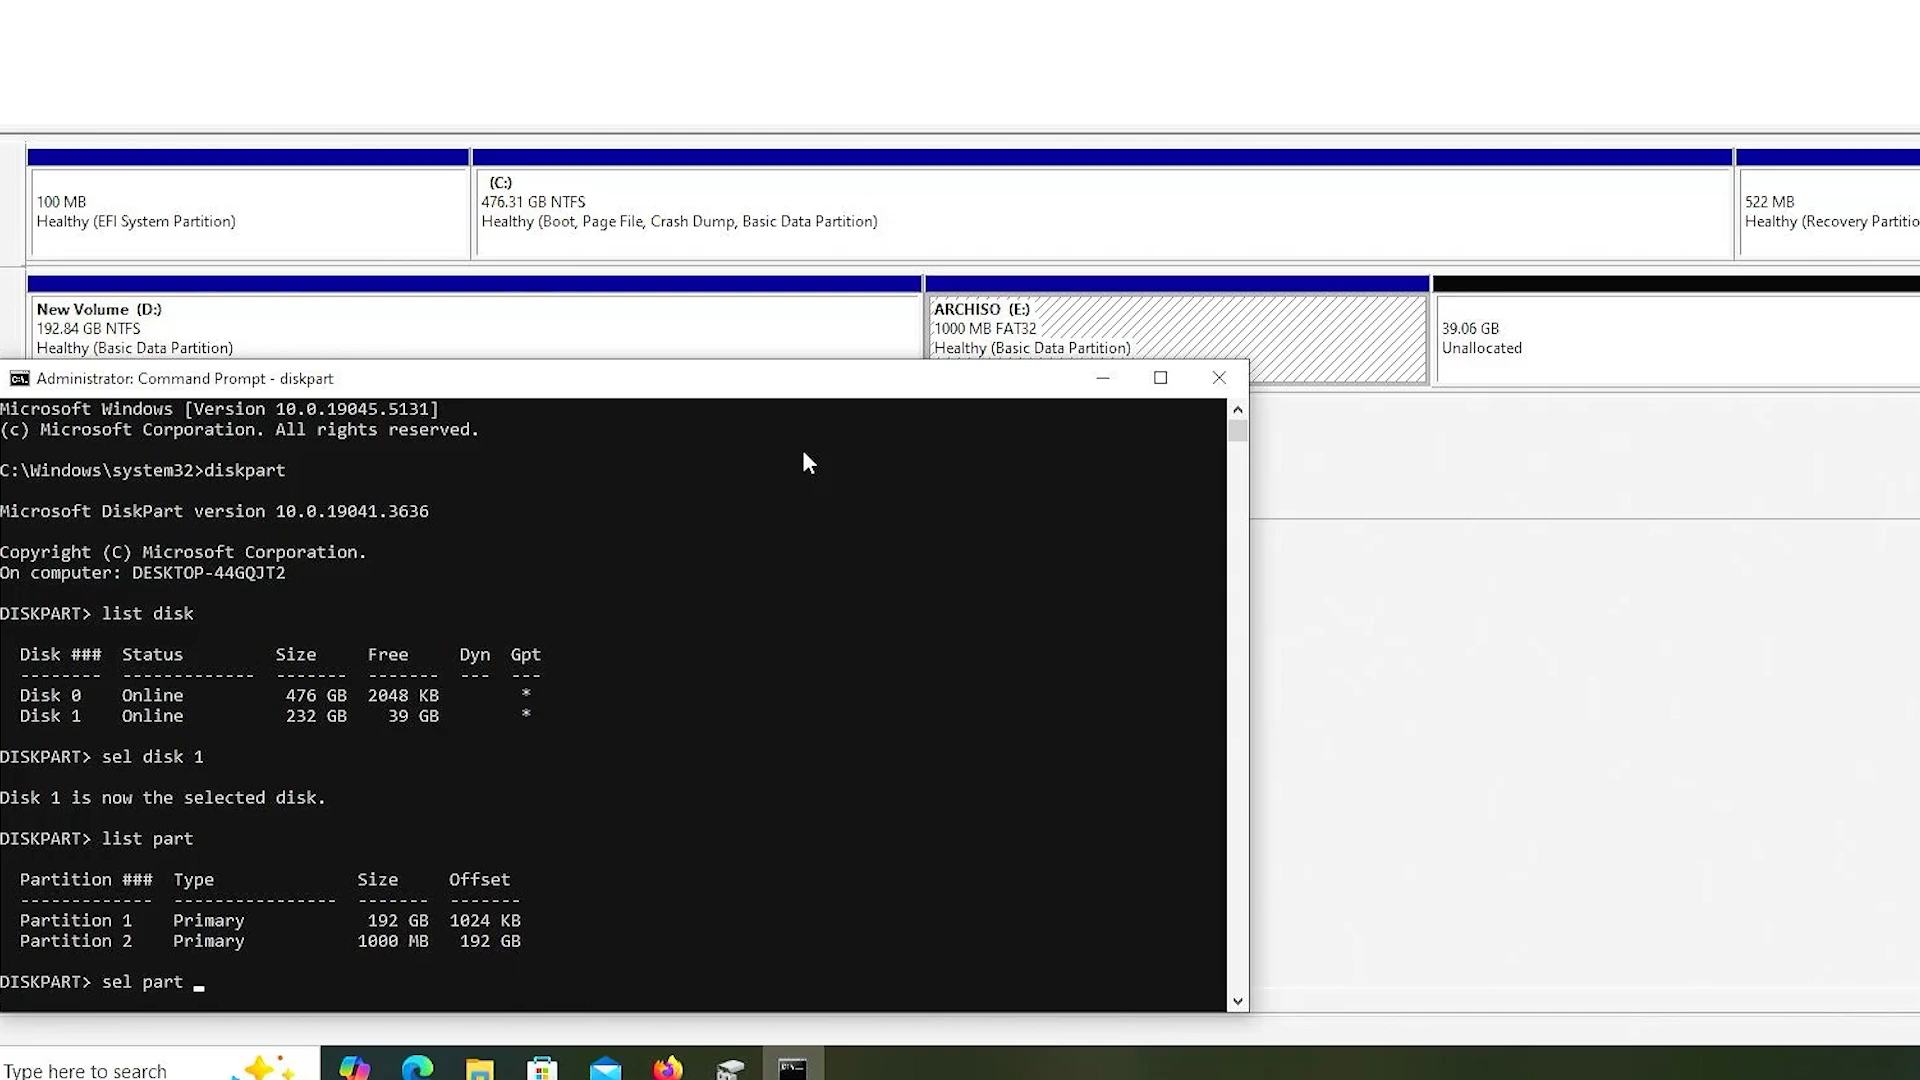 100 MB
Healthy (EFI System Partition)
(C:)
476.31 GB NTFS
Healthy (Boot, Page File, Crash Dump, Basic Data Partition)
522 MB
Healthy (Recovery Partitio
New Volume (D:)
192.84 GB NTFS
Healthy (Basic Data Partition)
ARCHISO (E:)
1000 MB FAT32
Healthy (Basic Data Partition)
39.06 GB
Unallocated
Administrator: Command Prompt - diskpart
Microsoft Windows [Version 10.0.19045.5131]
(c) Microsoft Corporation. All rights reserved.
C:\Windows\system32>diskpart
Microsoft DiskPart version 10.0.19041.3636
Copyright (C) Microsoft Corporation.
On computer: DESKTOP-44GQJT2
DISKPART> list disk
Disk ### Status Size Free Dyn Gpt
-------- ------------- ------- ------- --- ---
Disk 0 Online 476 GB 2048 KB *
Disk 1 Online 232 GB 39 GB *
DISKPART> sel disk 1
Disk 1 is now the selected disk.
DISKPART> list part
Partition ### Type Size Offset
------------- ---------------- ------- -------
Partition 1 Primary 192 GB 1024 KB
Partition 2 Primary 1000 MB 192 GB
DISKPART> sel part _
Type here to search